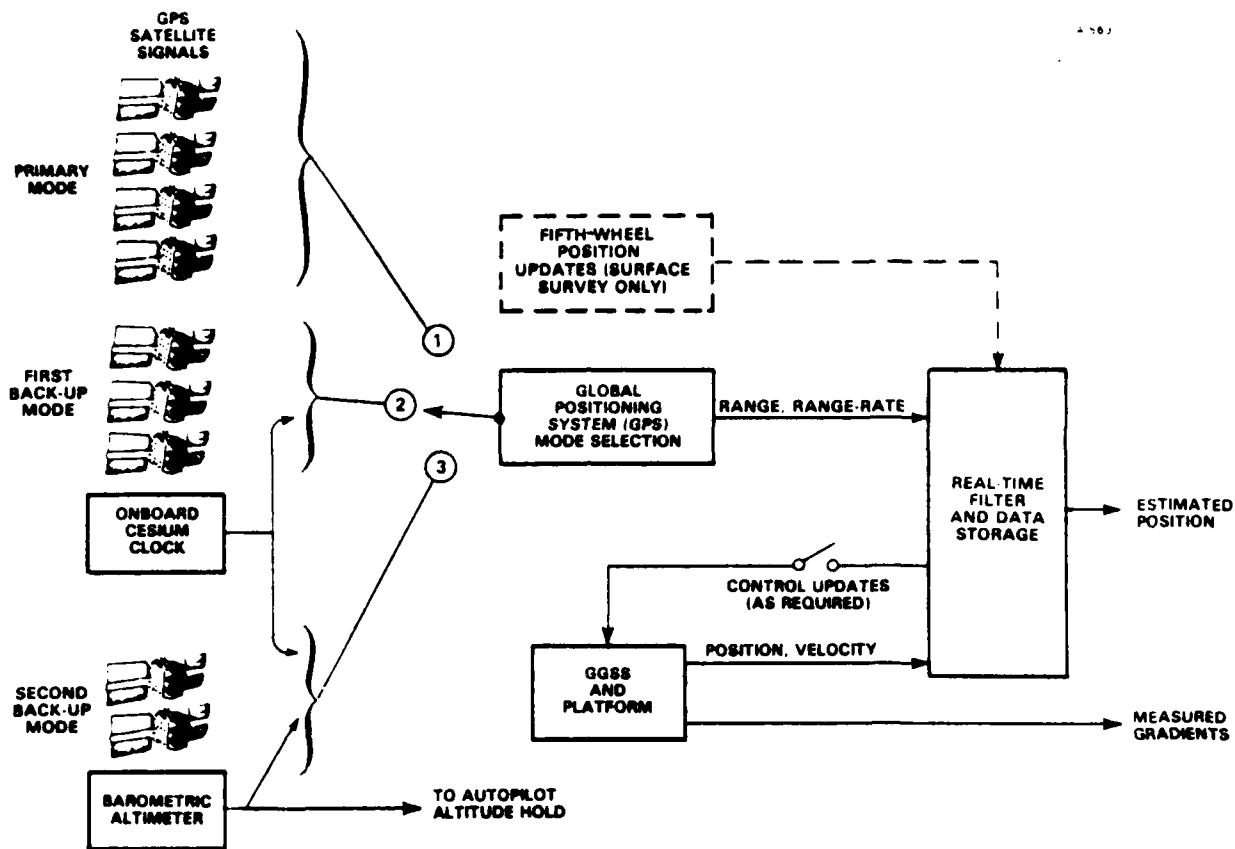 GPS
SATELLITE
SIGNALS
PRIMARY
MODE
FIRST
BACK-UP
MODE
ONBOARD
CESIUM
CLOCK
SECOND
BACK-UP
MODE
BAROMETRIC
ALTIMETER
TO AUTOPILOT
ALTITUDE HOLD
1
2
3
FIFTH-WHEEL
POSITION
UPDATES (SURFACE
SURVEY ONLY)
GLOBAL
POSITIONING
SYSTEM (GPS)
MODE SELECTION
RANGE, RANGE-RATE
REAL-TIME
FILTER
AND DATA
STORAGE
ESTIMATED
POSITION
CONTROL UPDATES
(AS REQUIRED)
GGSS
AND
PLATFORM
POSITION, VELOCITY
MEASURED
GRADIENTS